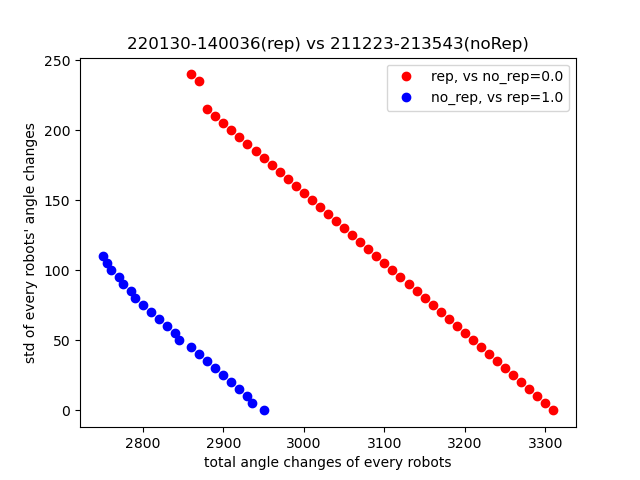 220130-140036(rep) vs 211223-213543(noRep)
rep, vs no_rep=0.0
no_rep, vs rep=1.0
std of every robots' angle changes
250
200
150
100
50
0
2800 2900 3000 3100 3200 3300
total angle changes of every robots